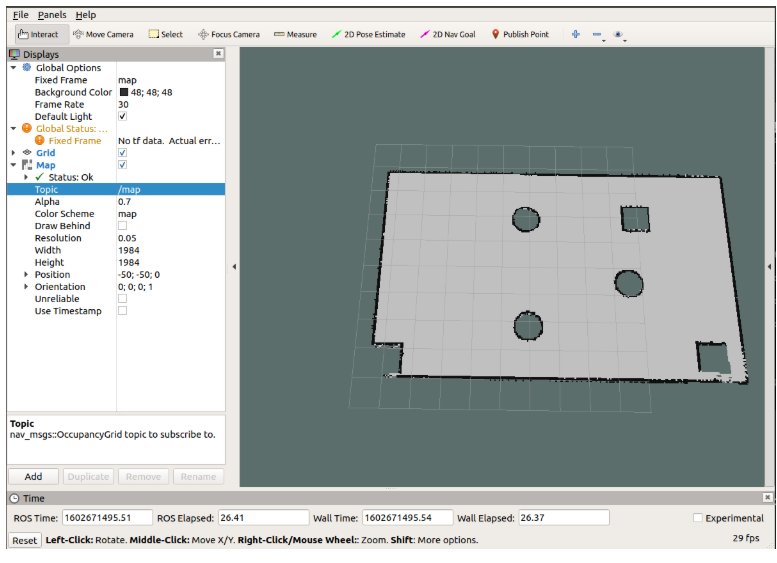 File Panels Help
Interact Move Camera Select Focus Camera Measure 2D Pose Estimate 2D Nav Goal Publish Point
Displays
Global Options
Fixed Frame map
Background Color 48; 48; 48
Frame Rate 30
Default Light
Global Status: ...
Fixed Frame No tf data. Actual err...
Grid
Map
Status: Ok
Topic /map
Alpha 0.7
Color Scheme map
Draw Behind
Resolution 0.05
Width 1984
Height 1984
Position -50; -50; 0
Orientation 0; 0; 0; 1
Unreliable
Use Timestamp
Topic
nav_msgs::OccupancyGrid topic to subscribe to.
Add Duplicate Remove Rename
Time
ROS Time: 1602671495.51 ROS Elapsed: 26.41 Wall Time: 1602671495.54 Wall Elapsed: 26.37 Experimental
Reset Left-Click: Rotate. Middle-Click: Move X/Y. Right-Click/Mouse Wheel:: Zoom. Shift: More options. 29 fps